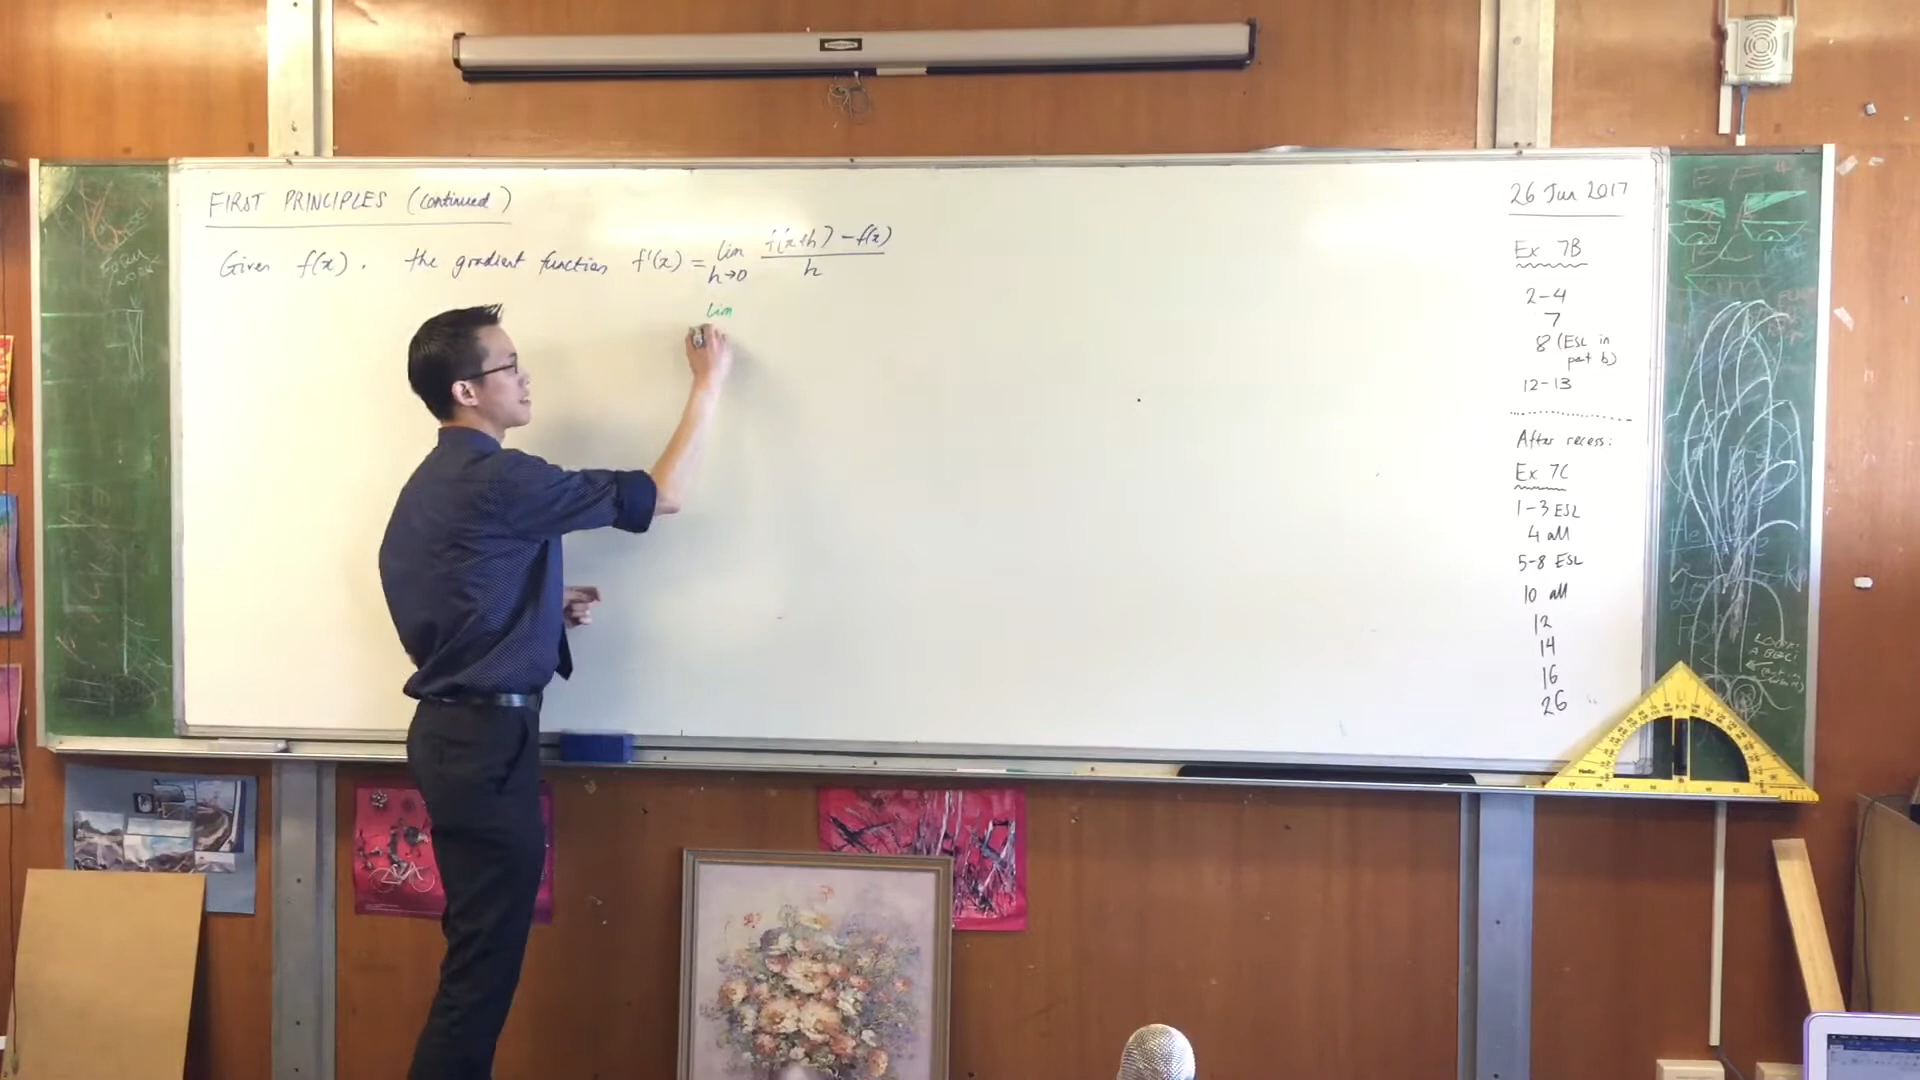 FIRST PRINCIPLES (continued)
Given f(x), the gradient function f'(x) = lim h→0 f(x+h) - f(x) / h
lim
26 Jun 2017
Ex 7B
2-4
7
8 (ESL in
part b)
12-13
After recess:
Ex 7C
1-3 ESL
4 all
5-8 ESL
10 all
12
14
16
26